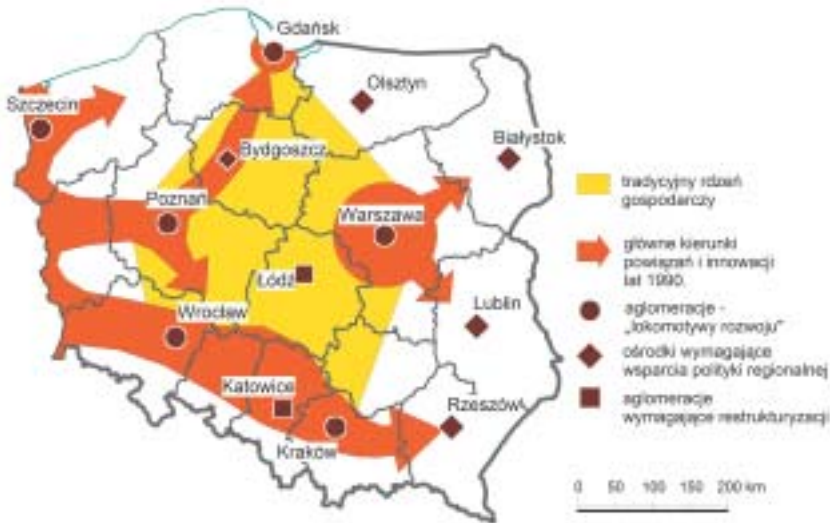 Gdańsk
Olsztyn
Szczecin
Białystok
Bydgoszcz
Poznań
Warszawa
Łódź
Wrocław
Lublin
Katowice
Rzeszów
Kraków
tradycyjny rdzeń
gospodarczy
główne kierunki
powiązań i innowacji
lat 1990.
aglomeracje -
„lokomotywy rozwoju"
ośrodki wymagające
wsparcia polityki regionalnej
aglomeracje
wymagające restrukturyzacji
0 50 100 150 200 km